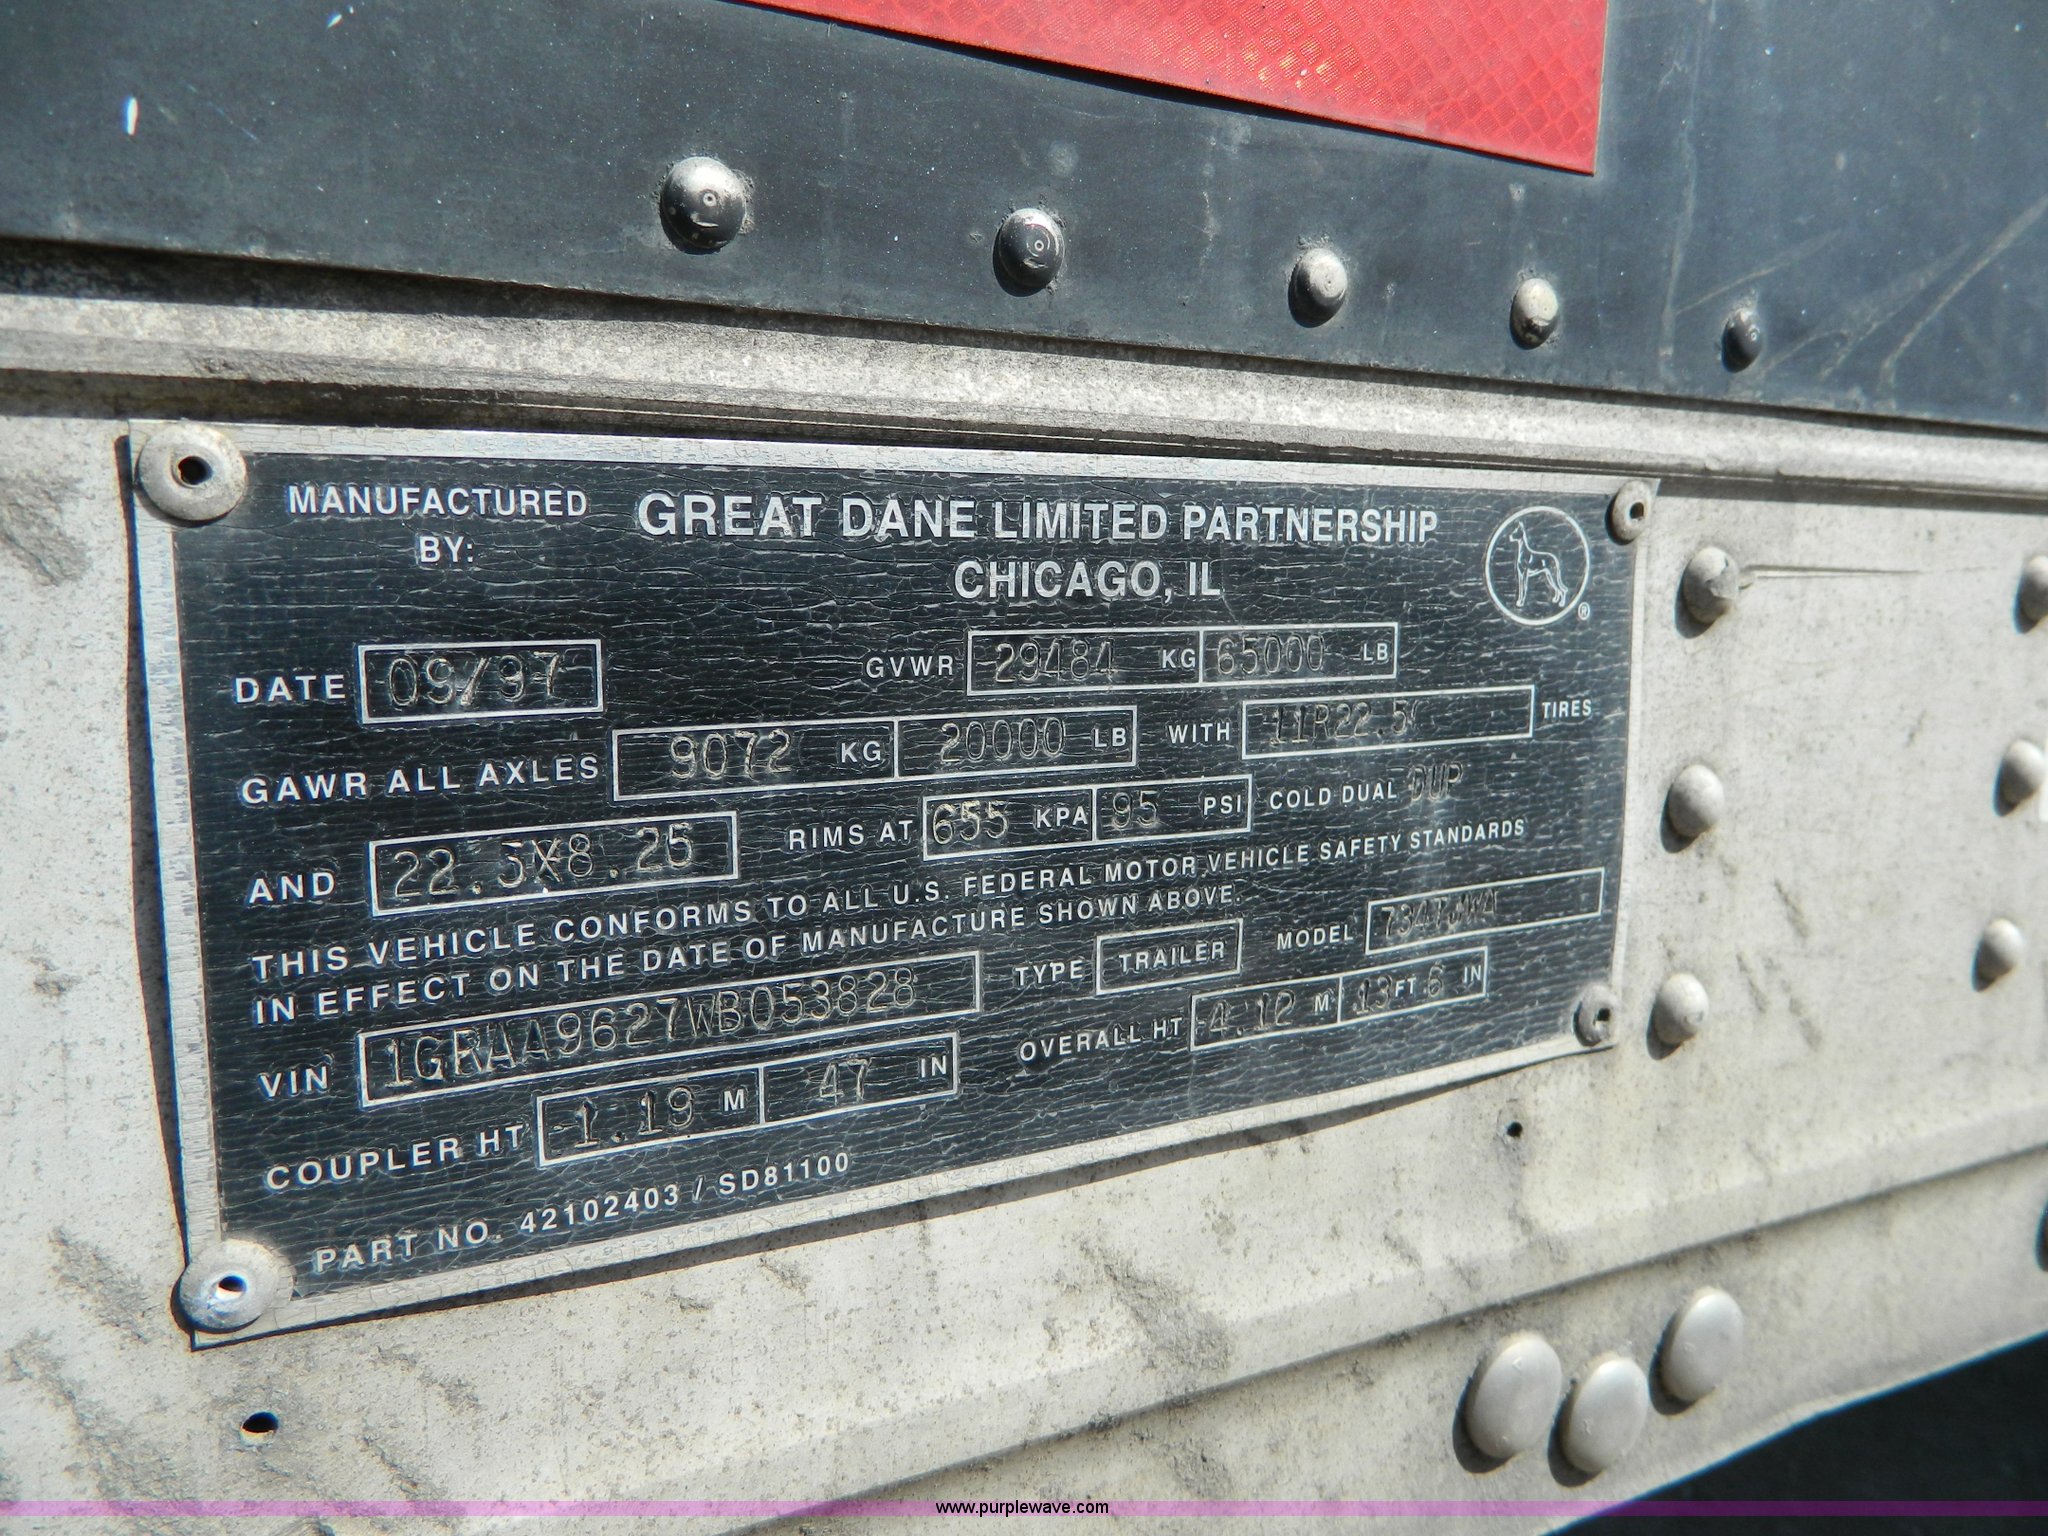 MANUFACTURED BY: GREAT DANE LIMITED PARTNERSHIP
CHICAGO, IL
®
DATE 09/97 GVWR 29484 KG 65000 LB
GAWR ALL AXLES 9072 KG 20000 LB WITH 11R22.5 TIRES
AND 22.5X8.25 RIMS AT 655 KPA 95 PSI COLD DUAL DUP
THIS VEHICLE CONFORMS TO ALL U.S. FEDERAL MOTOR VEHICLE SAFETY STANDARDS
IN EFFECT ON THE DATE OF MANUFACTURE SHOWN ABOVE.
VIN 1GRAA9627WB053828 TYPE TRAILER MODEL
COUPLER HT 1.19 M 47 IN OVERALL HT 4.12 M 13 FT 6 IN
PART NO. 42102403 / SD81100
www.purplewave.com